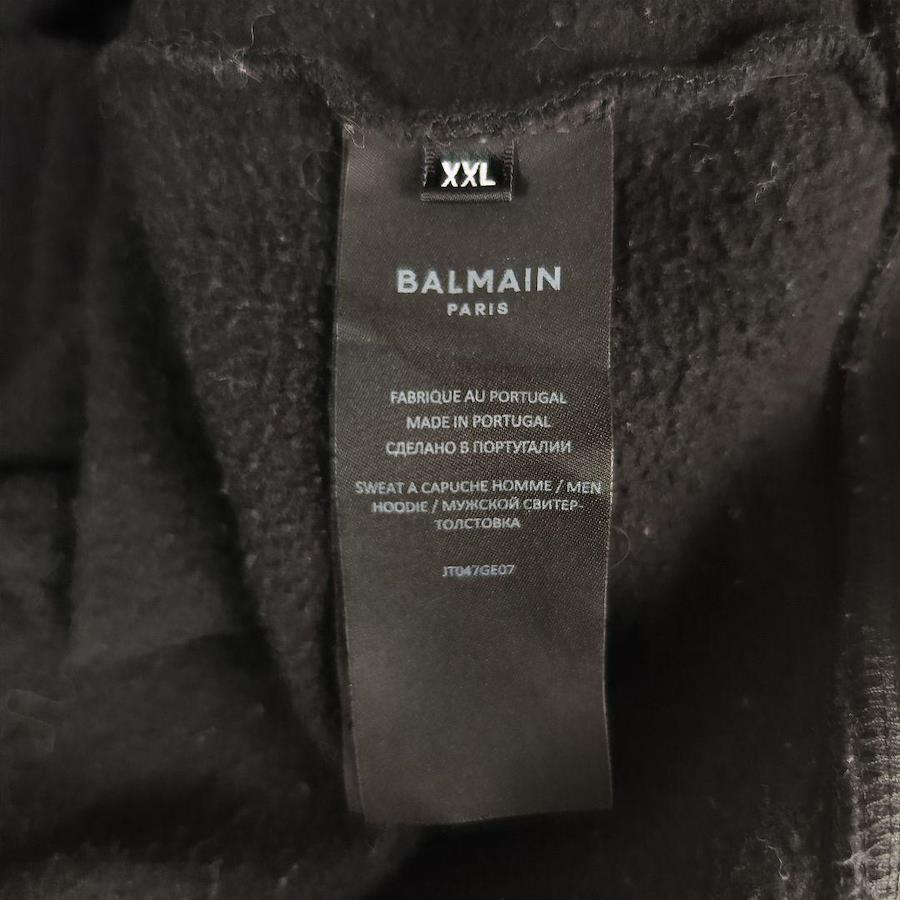 XXL
BALMAIN
PARIS
FABRIQUE AU PORTUGAL
MADE IN PORTUGAL
СДЕЛАНО В ПОРТУГАЛИИ
SWEAT A CAPUCHE HOMME / MEN
HOODIE / МУЖСКОЙ СВИТЕР-
ТОЛСТОВКА
JT047GE07